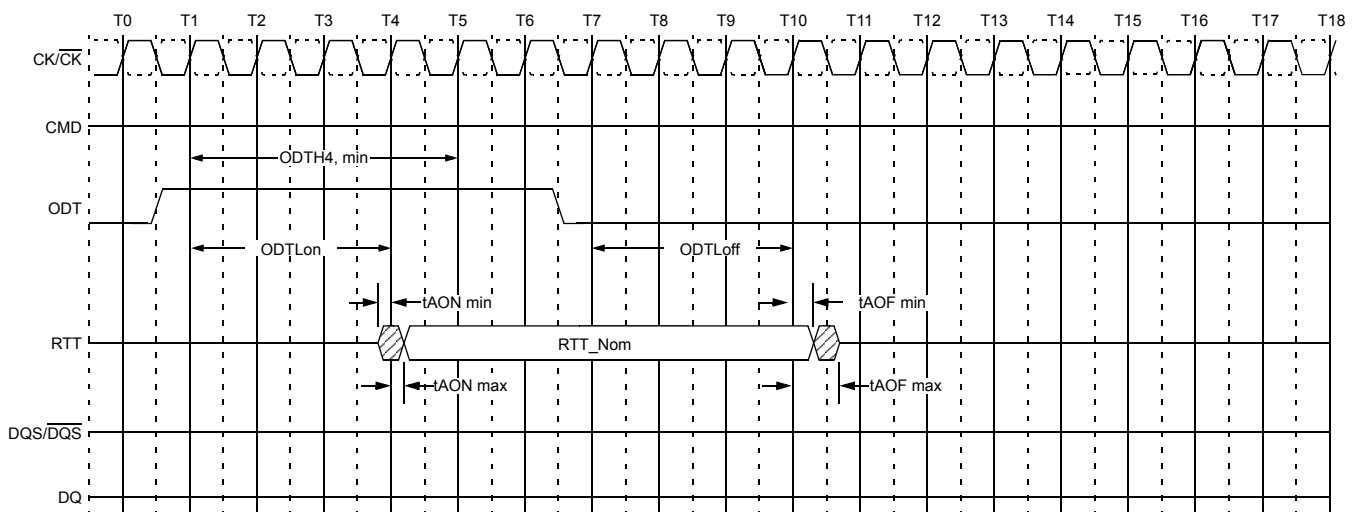 T0 T1 T2 T3 T4 T5 T6 T7 T8 T9 T10 T11 T12 T13 T14 T15 T16 T17 T18
CK/C̅K̅
CMD
ODTH4, min
ODT
ODTLon ODTLoff
tAON min tAOF min
RTT RTT_Nom
tAON max tAOF max
DQS/D̅Q̅S̅
DQ